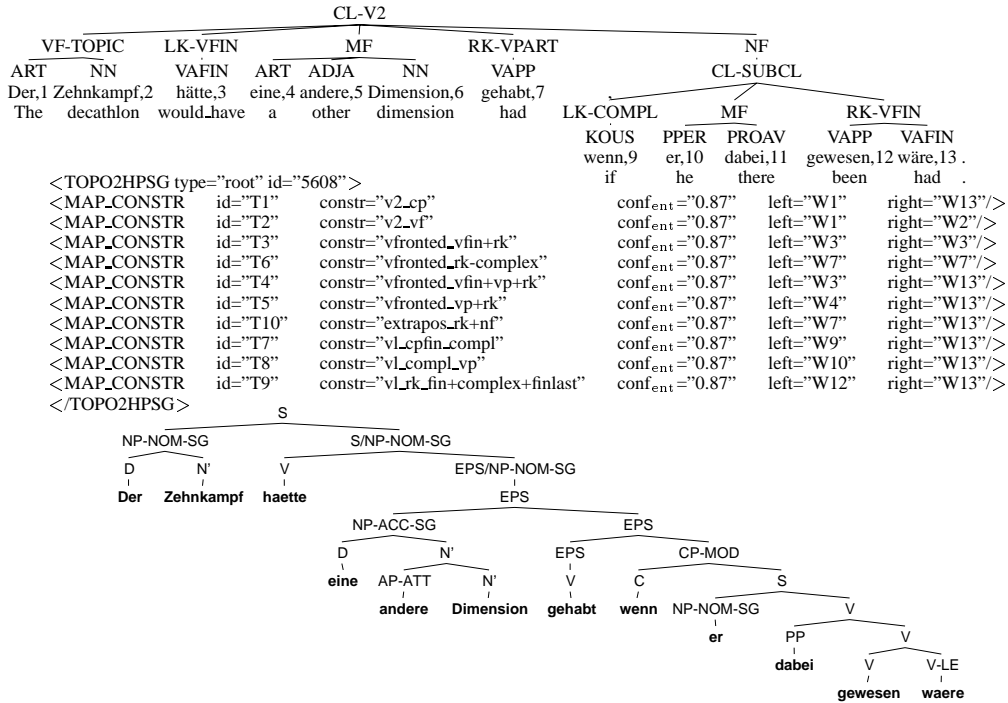 CL-V2
VF-TOPIC LK-VFIN MF RK-VPART NF
ART NN VAFIN ART ADJA NN VAPP CL-SUBCL
Der,1 Zehnkampf,2 hätte,3 eine,4 andere,5 Dimension,6 gehabt,7 ,
The decathlon would_have a other dimension had LK-COMPL MF RK-VFIN
KOUS PPER PROAV VAPP VAFIN
wenn,9 er,10 dabei,11 gewesen,12 wäre,13 .
if he there been had .
<TOPO2HPSG type=”root” id=”5608”>
<MAP_CONSTR id=”T1” constr=”v2_cp” conf_ent=”0.87” left=”W1” right=”W13”/>
<MAP_CONSTR id=”T2” constr=”v2_vf” conf_ent=”0.87” left=”W1” right=”W2”/>
<MAP_CONSTR id=”T3” constr=”vfronted_vfin+rk” conf_ent=”0.87” left=”W3” right=”W3”/>
<MAP_CONSTR id=”T6” constr=”vfronted_rk-complex” conf_ent=”0.87” left=”W7” right=”W7”/>
<MAP_CONSTR id=”T4” constr=”vfronted_vfin+vp+rk” conf_ent=”0.87” left=”W3” right=”W13”/>
<MAP_CONSTR id=”T5” constr=”vfronted_vp+rk” conf_ent=”0.87” left=”W4” right=”W13”/>
<MAP_CONSTR id=”T10” constr=”extrapos_rk+nf” conf_ent=”0.87” left=”W7” right=”W13”/>
<MAP_CONSTR id=”T7” constr=”vl_cpfin_compl” conf_ent=”0.87” left=”W9” right=”W13”/>
<MAP_CONSTR id=”T8” constr=”vl_compl_vp” conf_ent=”0.87” left=”W10” right=”W13”/>
<MAP_CONSTR id=”T9” constr=”vl_rk_fin+complex+finlast” conf_ent=”0.87” left=”W12” right=”W13”/>
</TOPO2HPSG>
S
NP-NOM-SG S/NP-NOM-SG
D N’ V EPS/NP-NOM-SG
Der Zehnkampf haette EPS
NP-ACC-SG EPS
D N’ EPS CP-MOD
eine AP-ATT N’ V C S
andere Dimension gehabt wenn NP-NOM-SG V
er PP V
dabei V V-LE
gewesen waere